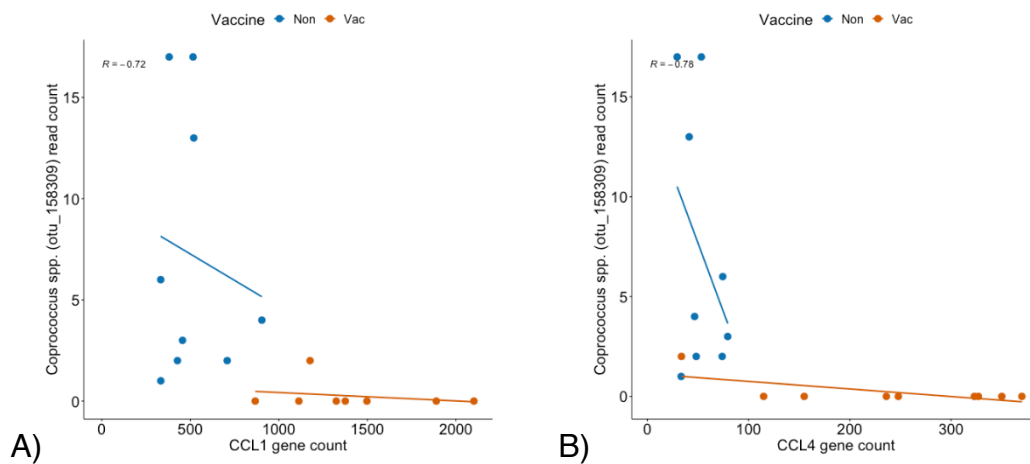 Vaccine Non Vac
R = −0.72
Coprococcus spp. (otu_158309) read count
15
10
5
0
0 500 1000 1500 2000
CCL1 gene count
A)
Vaccine Non Vac
R = −0.78
Coprococcus spp. (otu_158309) read count
15
10
5
0
0 100 200 300
CCL4 gene count
B)